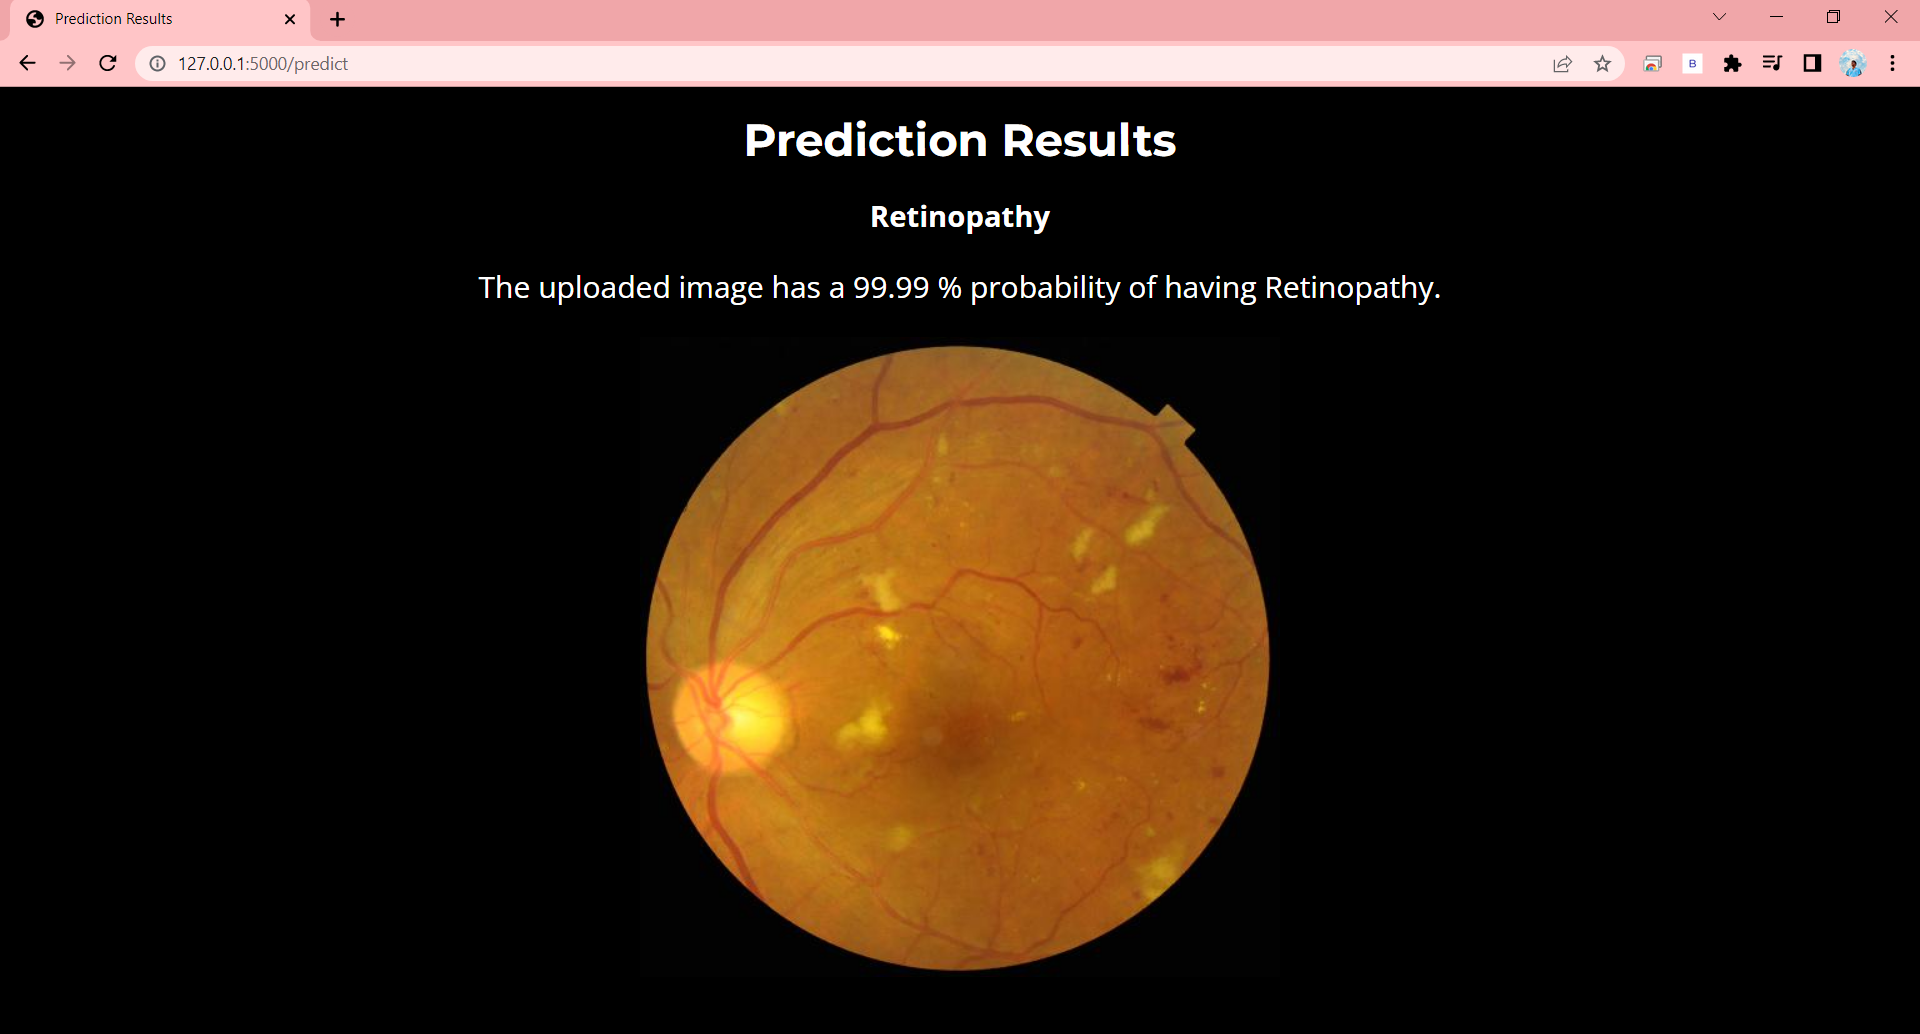 Prediction Results
127.0.0.1:5000/predict
B
Prediction Results
Retinopathy
The uploaded image has a 99.99 % probability of having Retinopathy.